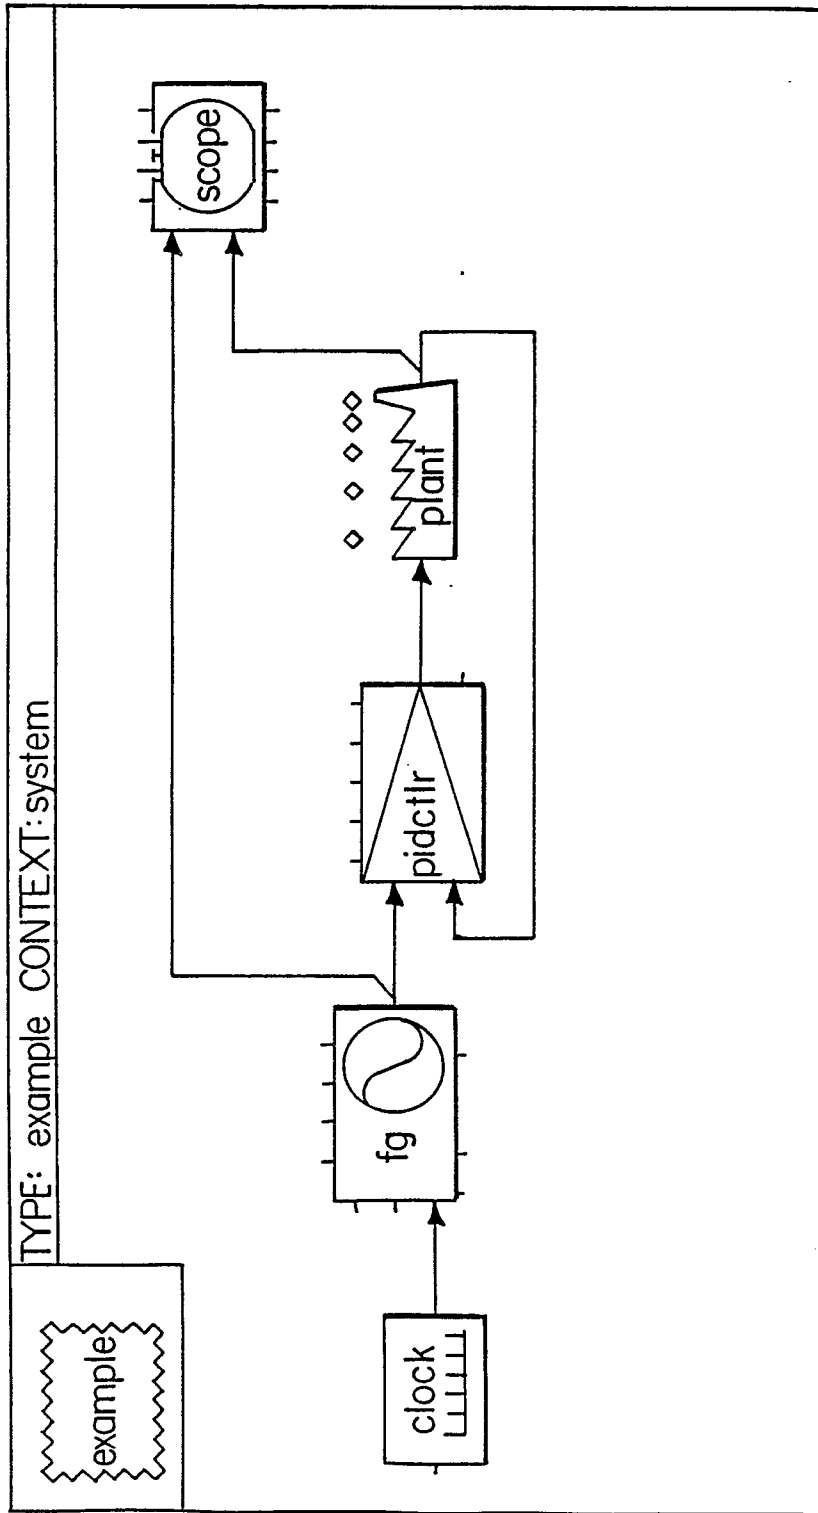 TYPE: example CONTEXT: system
example
clock
fg
pidctlr
plant
scope